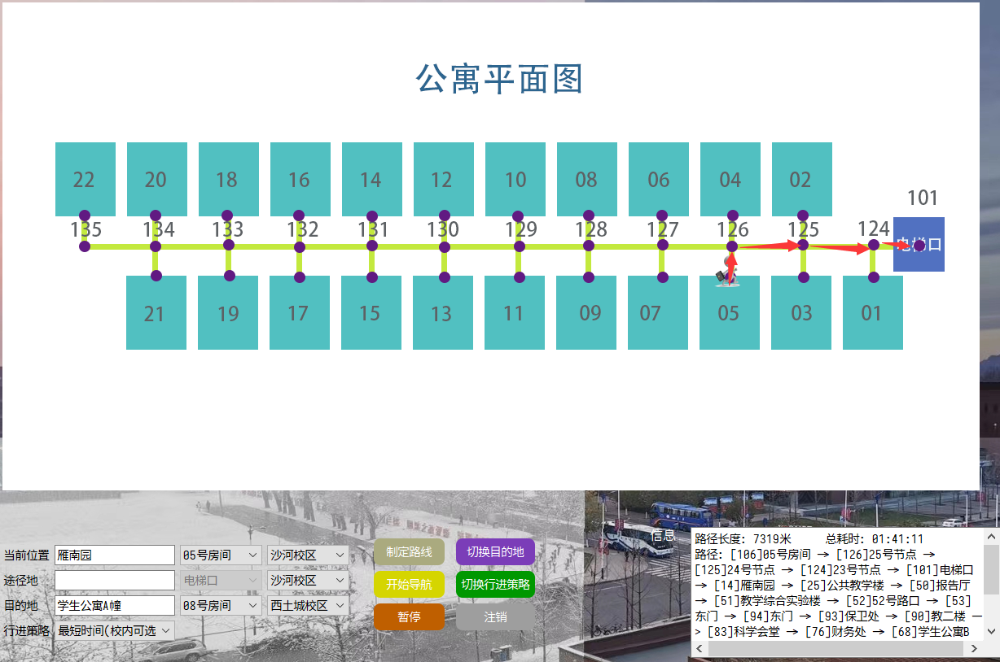 公寓平面图
22 20 18 16 14 12 10 08 06 04 02
101
135 134 133 132 131 130 129 128 127 126 125 124
电梯口
21 19 17 15 13 11 09 07 05 03 01
当前位置 雁南园 05号房间 沙河校区
途径地 电梯口 沙河校区
目的地 学生公寓A幢 08号房间 西土城校区
行进策略 最短时间(校内可选
制定路线 切换目的地
开始导航 切换行进策略
暂停 注销
信息
路径长度: 7319米 总耗时: 01:41:11
路径: [106]05号房间 —> [126]25号节点 —>
[125]24号节点 —> [124]23号节点 —> [101]电梯口
—> [14]雁南园 —> [25]公共教学楼 —> [50]报告厅
—> [51]教学综合实验楼 —> [52]52号路口 —> [53]
东门 —> [94]东门 —> [93]保卫处 —> [90]教二楼 —
> [83]科学会堂 —> [76]财务处 —> [68]学生公寓B